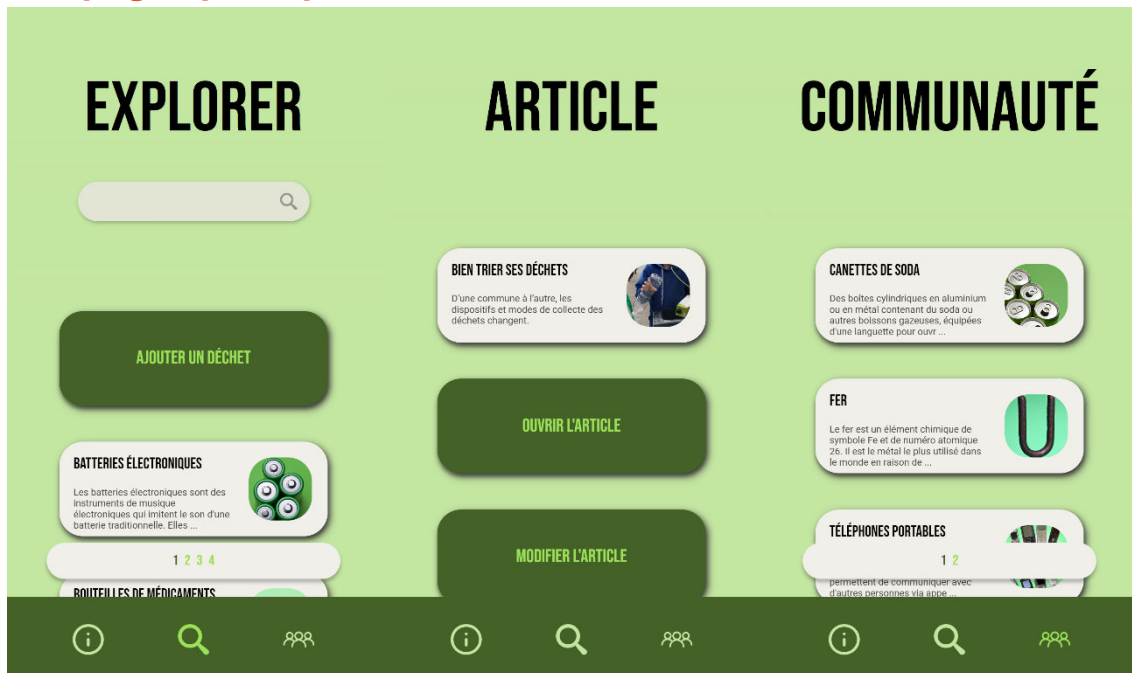 EXPLORER
AJOUTER UN DÉCHET
BATTERIES ÉLECTRONIQUES
Les batteries électroniques sont des
instruments de musique
électroniques qui imitent le son d'une
batterie traditionnelle. Elles ...
1 2 3 4
BOUTEILLES DE MÉDICAMENTS
ARTICLE
BIEN TRIER SES DÉCHETS
D'une commune à l'autre, les
dispositifs et modes de collecte des
déchets changent.
OUVRIR L'ARTICLE
MODIFIER L'ARTICLE
COMMUNAUTÉ
CANETTES DE SODA
Des boîtes cylindriques en aluminium
ou en métal contenant du soda ou
autres boissons gazeuses, équipées
d'une languette pour ouvr ...
FER
Le fer est un élément chimique de
symbole Fe et de numéro atomique
26. Il est le métal le plus utilisé dans
le monde en raison de ...
TÉLÉPHONES PORTABLES
1 2
permettent de communiquer avec
d'autres personnes via appe ...